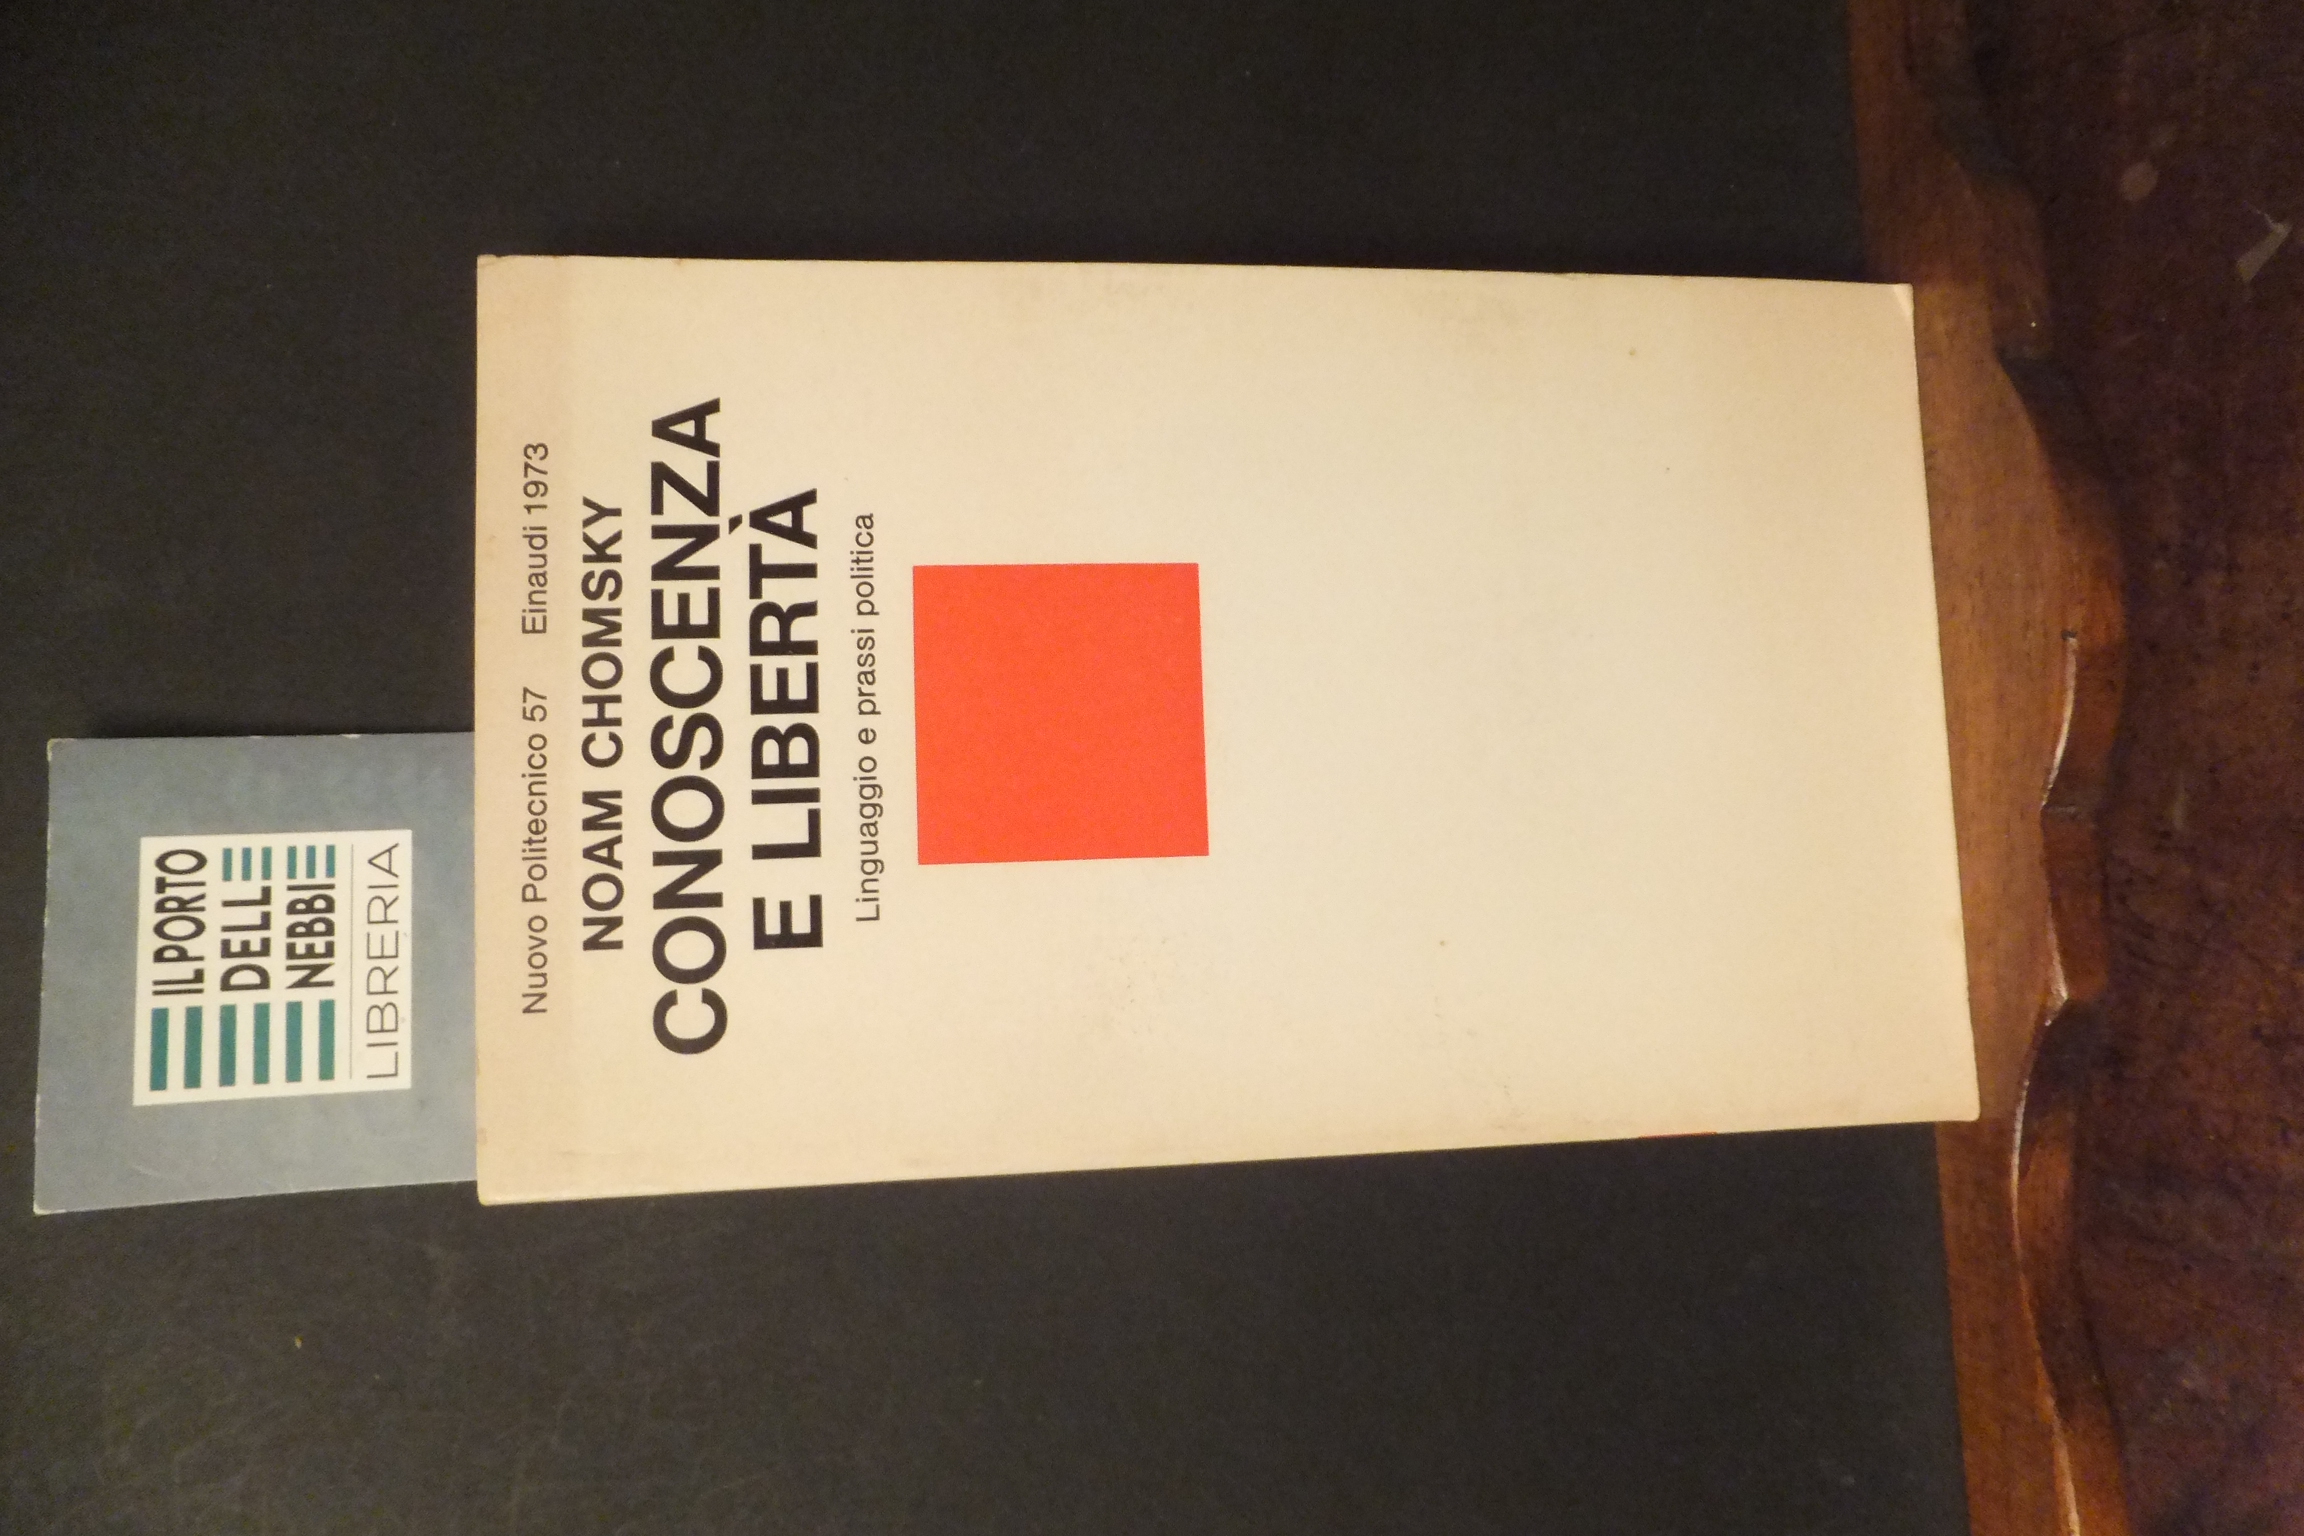 IL PORTO
DELLE
NEBBIE
LIBRERIA
Nuovo Politecnico 57 Einaudi 1973
NOAM CHOMSKY
CONOSCENZA
E LIBERTÀ
Linguaggio e prassi politica